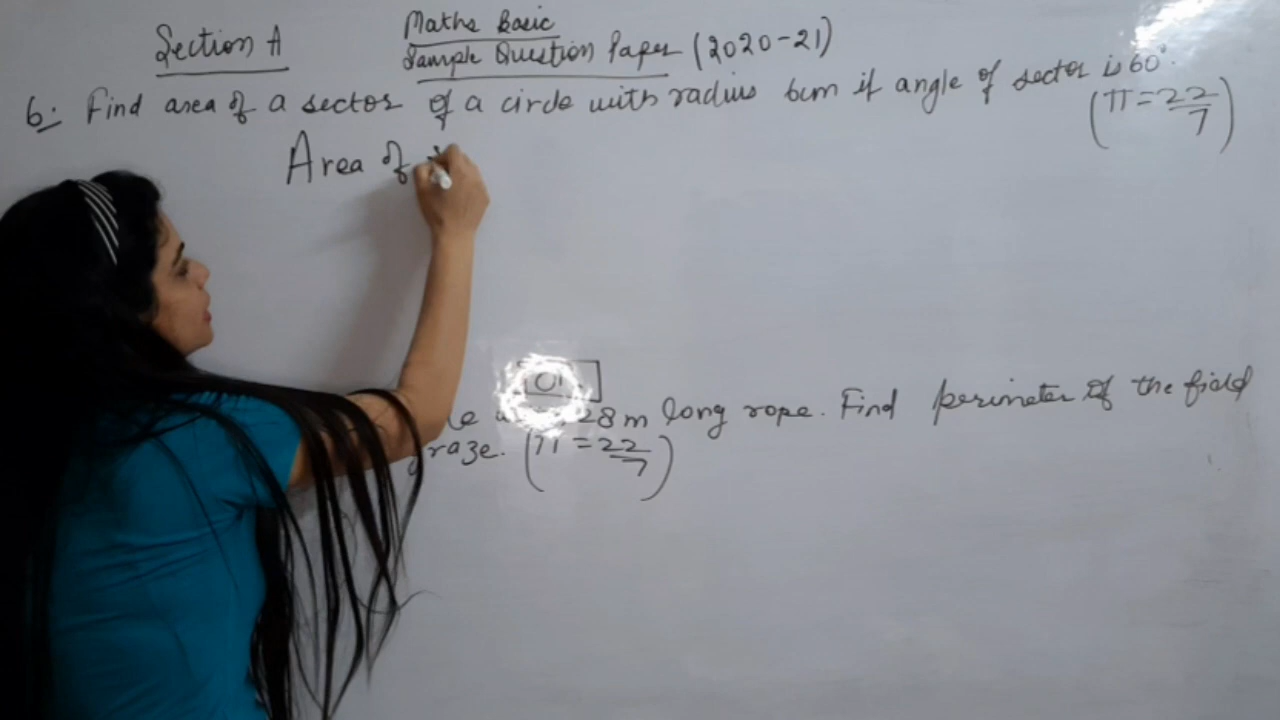 Section A
Maths Basic
Sample Question Paper (2020-21)
6:- Find area of a sector of a circle with radius 6cm if angle of sector is 60°.
(π = 22/7)
Area of
Or
28m long rope. Find perimeter of the field
graze. (π = 22/7)